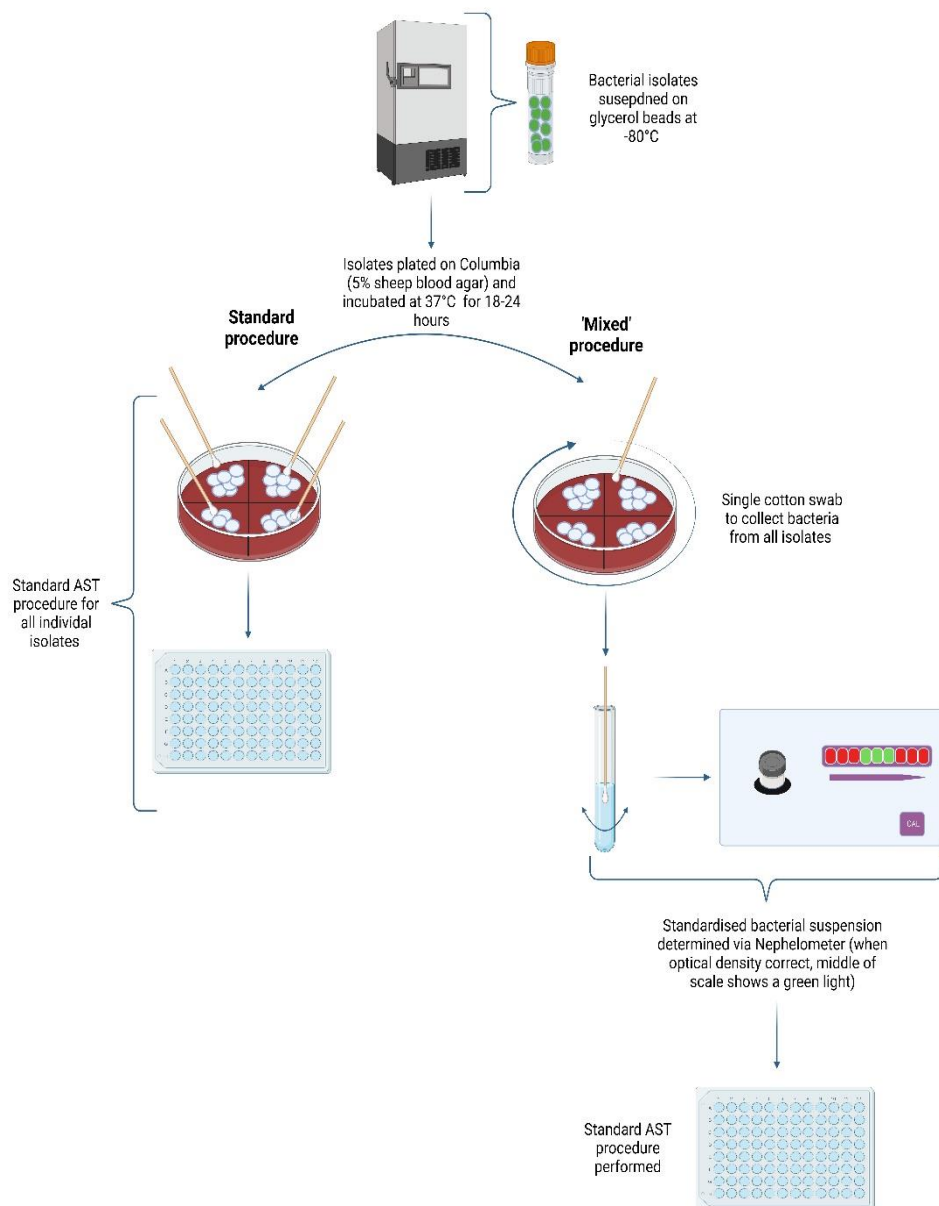 Bacterial isolates
susepdned on
glycerol beads at
-80°C
Isolates plated on Columbia
(5% sheep blood agar) and
incubated at 37°C for 18-24
hours
Standard
procedure
'Mixed'
procedure
Single cotton swab
to collect bacteria
from all isolates
Standard AST
procedure for
all individal
isolates
CAL
Standardised bacterial suspension
determined via Nephelometer (when
optical density correct, middle of
scale shows a green light)
Standard AST
procedure
performed